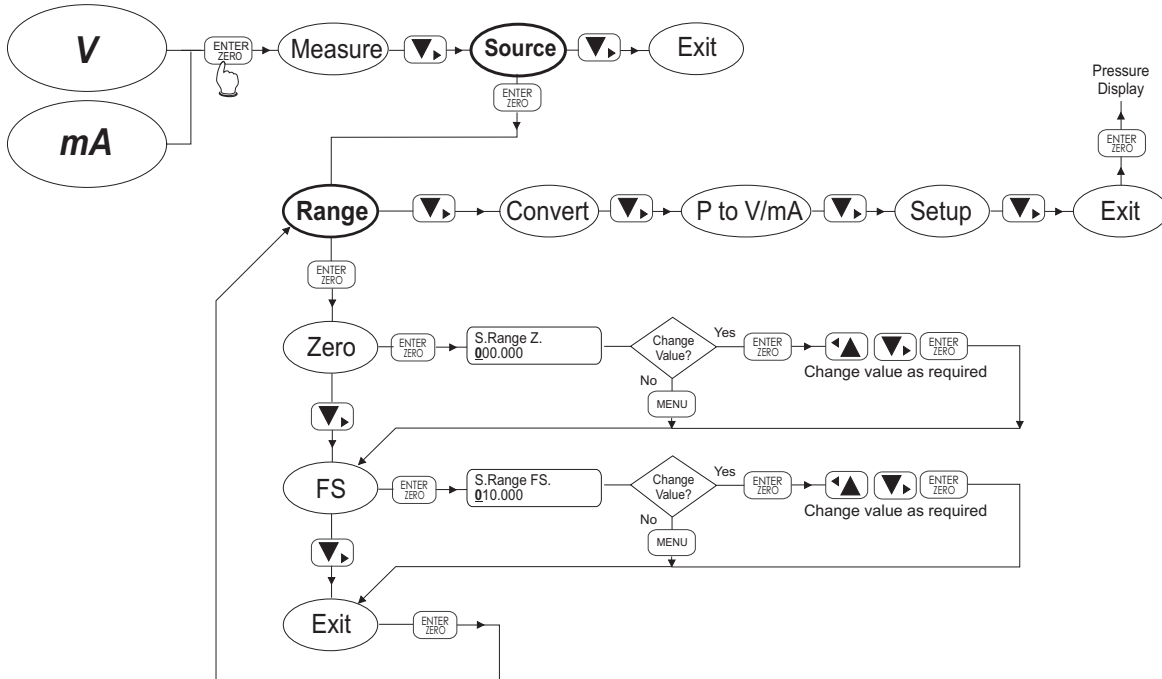 V
ENTER
ZERO
Measure
Source
Exit
mA
ENTER
ZERO
Pressure
Display
ENTER
ZERO
Range
Convert
P to V/mA
Setup
Exit
ENTER
ZERO
Zero
ENTER
ZERO
S.Range Z.
000.000
Change
Value?
Yes
ENTER
ZERO
ENTER
ZERO
Change value as required
No
MENU
FS
ENTER
ZERO
S.Range FS.
010.000
Change
Value?
Yes
ENTER
ZERO
ENTER
ZERO
Change value as required
No
MENU
Exit
ENTER
ZERO